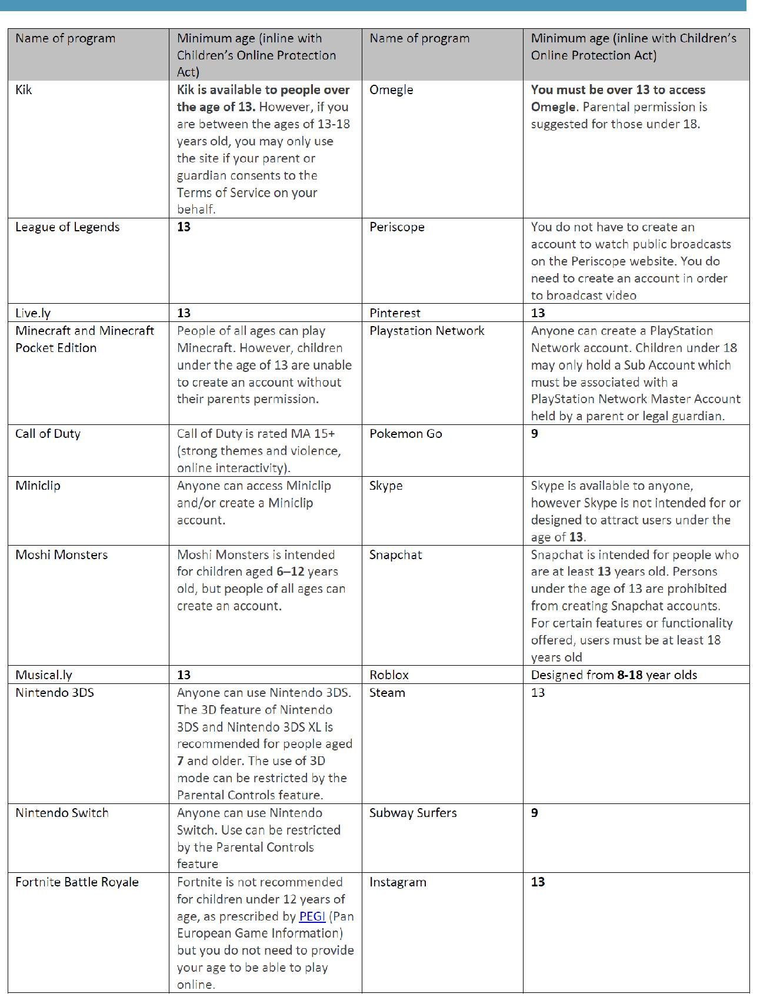 Name of program
Minimum age (inline with
Children's Online Protection
Act)
Name of program
Minimum age (inline with Children's
Online Protection Act)
Kik
Kik is available to people over
the age of 13. However, if you
are between the ages of 13-18
years old, you may only use
the site if your parent or
guardian consents to the
Terms of Service on your
behalf.
Omegle
You must be over 13 to access
Omegle. Parental permission is
suggested for those under 18.
League of Legends
13
Periscope
You do not have to create an
account to watch public broadcasts
on the Periscope website. You do
need to create an account in order
to broadcast video
Live.ly
13
Pinterest
13
Minecraft and Minecraft
Pocket Edition
People of all ages can play
Minecraft. However, children
under the age of 13 are unable
to create an account without
their parents permission.
Playstation Network
Anyone can create a PlayStation
Network account. Children under 18
may only hold a Sub Account which
must be associated with a
PlayStation Network Master Account
held by a parent or legal guardian.
Call of Duty
Call of Duty is rated MA 15+
(strong themes and violence,
online interactivity).
Pokemon Go
9
Miniclip
Anyone can access Miniclip
and/or create a Miniclip
account.
Skype
Skype is available to anyone,
however Skype is not intended for or
designed to attract users under the
age of 13.
Moshi Monsters
Moshi Monsters is intended
for children aged 6–12 years
old, but people of all ages can
create an account.
Snapchat
Snapchat is intended for people who
are at least 13 years old. Persons
under the age of 13 are prohibited
from creating Snapchat accounts.
For certain features or functionality
offered, users must be at least 18
years old
Musical.ly
13
Roblox
Designed from 8-18 year olds
Nintendo 3DS
Anyone can use Nintendo 3DS.
The 3D feature of Nintendo
3DS and Nintendo 3DS XL is
recommended for people aged
7 and older. The use of 3D
mode can be restricted by the
Parental Controls feature.
Steam
13
Nintendo Switch
Anyone can use Nintendo
Switch. Use can be restricted
by the Parental Controls
feature
Subway Surfers
9
Fortnite Battle Royale
Fortnite is not recommended
for children under 12 years of
age, as prescribed by PEGI (Pan
European Game Information)
but you do not need to provide
your age to be able to play
online.
Instagram
13